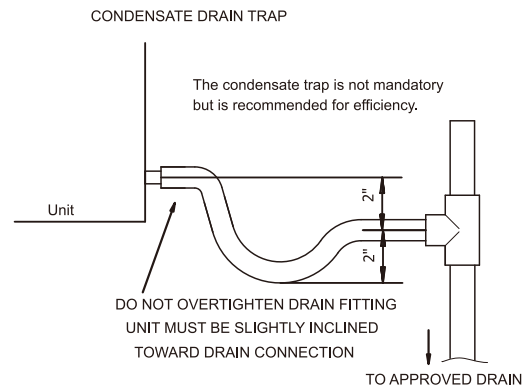 CONDENSATE DRAIN TRAP
The condensate trap is not mandatory
but is recommended for efficiency.
2"
Unit
2"
DO NOT OVERTIGHTEN DRAIN FITTING
UNIT MUST BE SLIGHTLY INCLINED
TOWARD DRAIN CONNECTION
TO APPROVED DRAIN